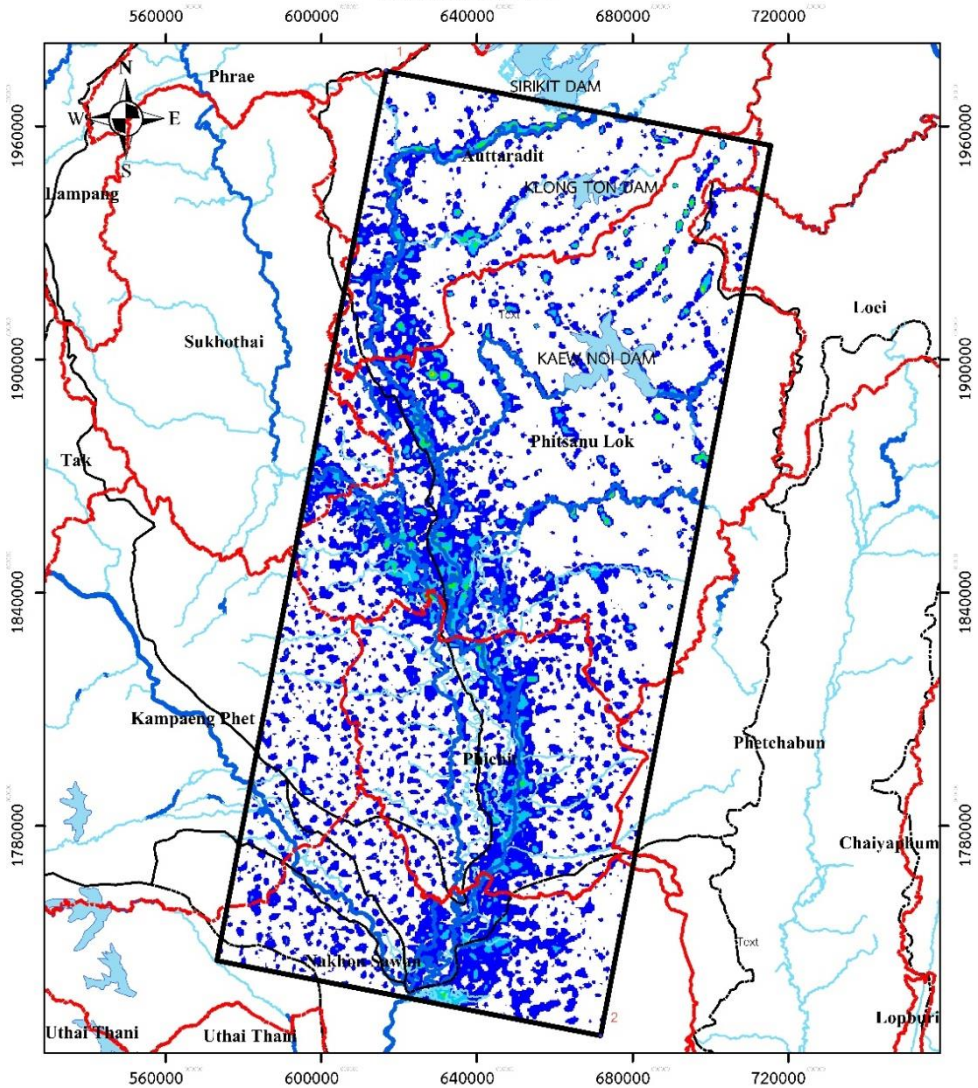 560000 600000 640000 680000 720000
1
N
W E
S
Phrae
SIRIKIT DAM
1960000 1960000
Auttaradit
KLONG TON DAM
Lampang
Sukhothai
Loei
Text
KAEW NOI DAM
1900000 1900000
Phitsanu Lok
Tak
1840000 1840000
Kampaeng Phet
Phetchabun
Phichit
1780000 1780000
Chaiyaphum
Text
Nakhon Sawan
2
Uthai Thani
Uthai Thani
Lopburi
560000 600000 640000 680000 720000